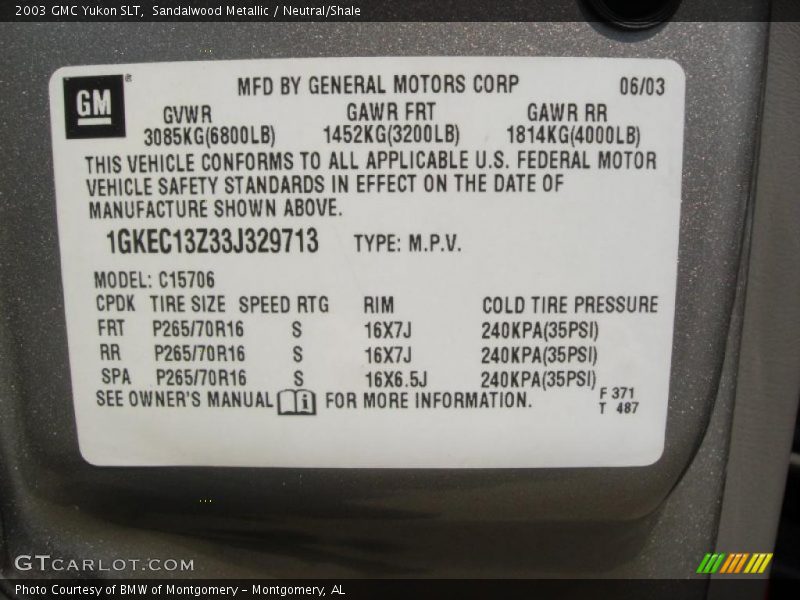 2003 GMC Yukon SLT, Sandalwood Metallic / Neutral/Shale
GM®
MFD BY GENERAL MOTORS CORP 06/03
GVWR GAWR FRT GAWR RR
3085KG(6800LB) 1452KG(3200LB) 1814KG(4000LB)
THIS VEHICLE CONFORMS TO ALL APPLICABLE U.S. FEDERAL MOTOR
VEHICLE SAFETY STANDARDS IN EFFECT ON THE DATE OF
MANUFACTURE SHOWN ABOVE.
1GKEC13Z33J329713 TYPE: M.P.V.
MODEL: C15706
CPDK TIRE SIZE SPEED RTG RIM COLD TIRE PRESSURE
FRT P265/70R16 S 16X7J 240KPA(35PSI)
RR P265/70R16 S 16X7J 240KPA(35PSI)
SPA P265/70R16 S 16X6.5J 240KPA(35PSI)
SEE OWNER'S MANUAL i FOR MORE INFORMATION.
F 371
T 487
GTCARLOT.COM
Photo Courtesy of BMW of Montgomery - Montgomery, AL